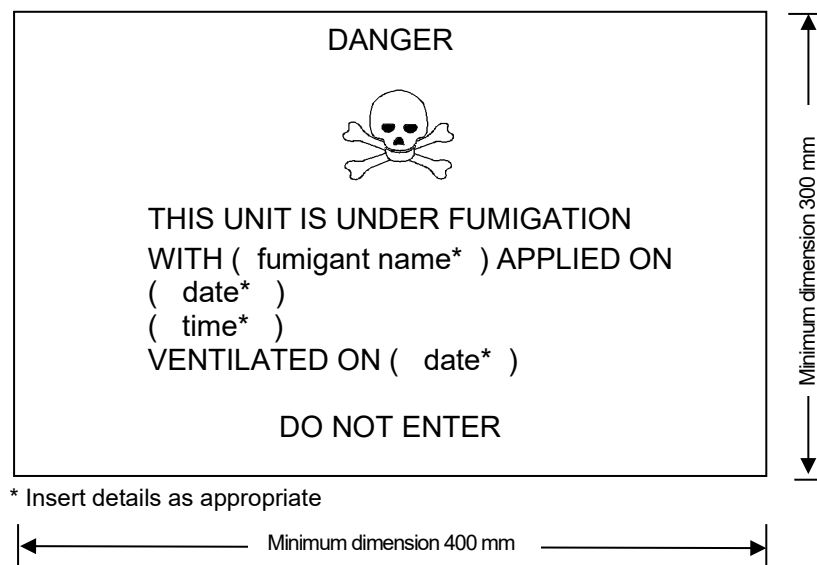 DANGER
THIS UNIT IS UNDER FUMIGATION
WITH ( fumigant name* ) APPLIED ON
( date* )
( time* )
VENTILATED ON ( date* )
DO NOT ENTER
Minimum dimension 300 mm
* Insert details as appropriate
Minimum dimension 400 mm